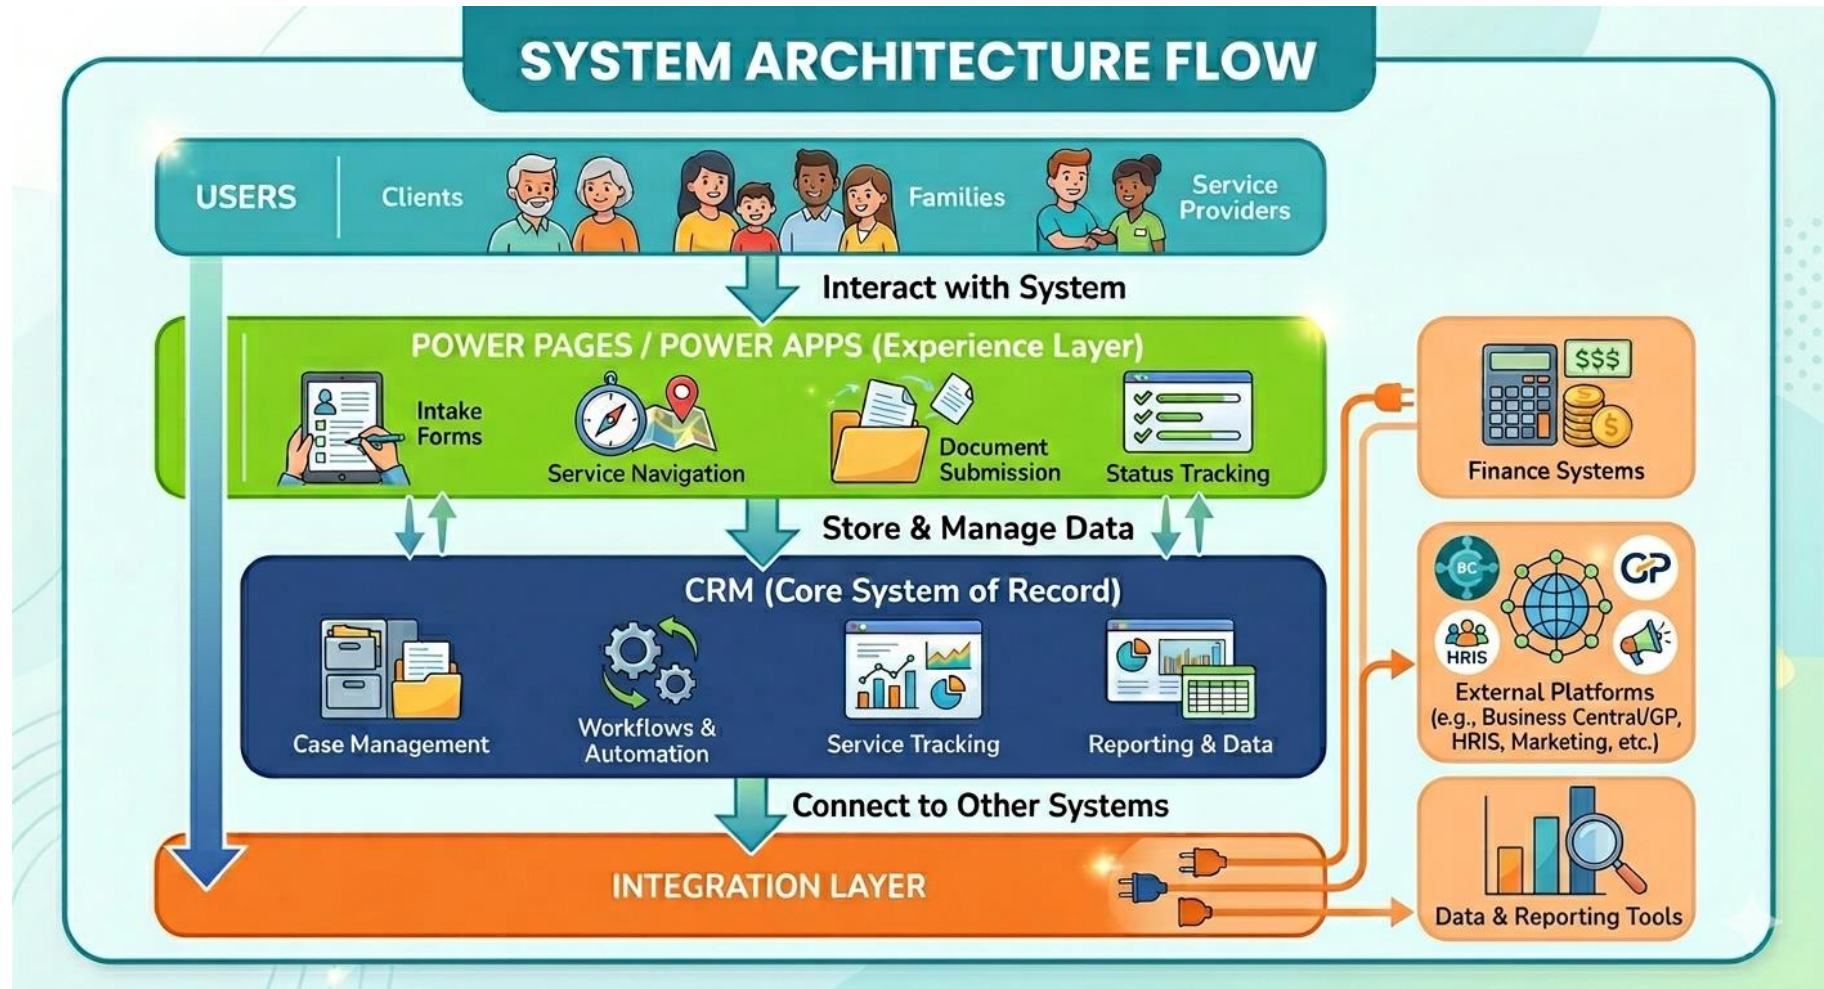 SYSTEM ARCHITECTURE FLOW
USERS
Clients
Families
Service
Providers
Interact with System
POWER PAGES / POWER APPS (Experience Layer)
Intake
Forms
Service Navigation
Document
Submission
Status Tracking
Store & Manage Data
CRM (Core System of Record)
Case Management
Workflows &
Automation
Service Tracking
Reporting & Data
Connect to Other Systems
INTEGRATION LAYER
$$$
$
Finance Systems
BC
GP
HRIS
External Platforms
(e.g., Business Central/GP,
HRIS, Marketing, etc.)
Data & Reporting Tools